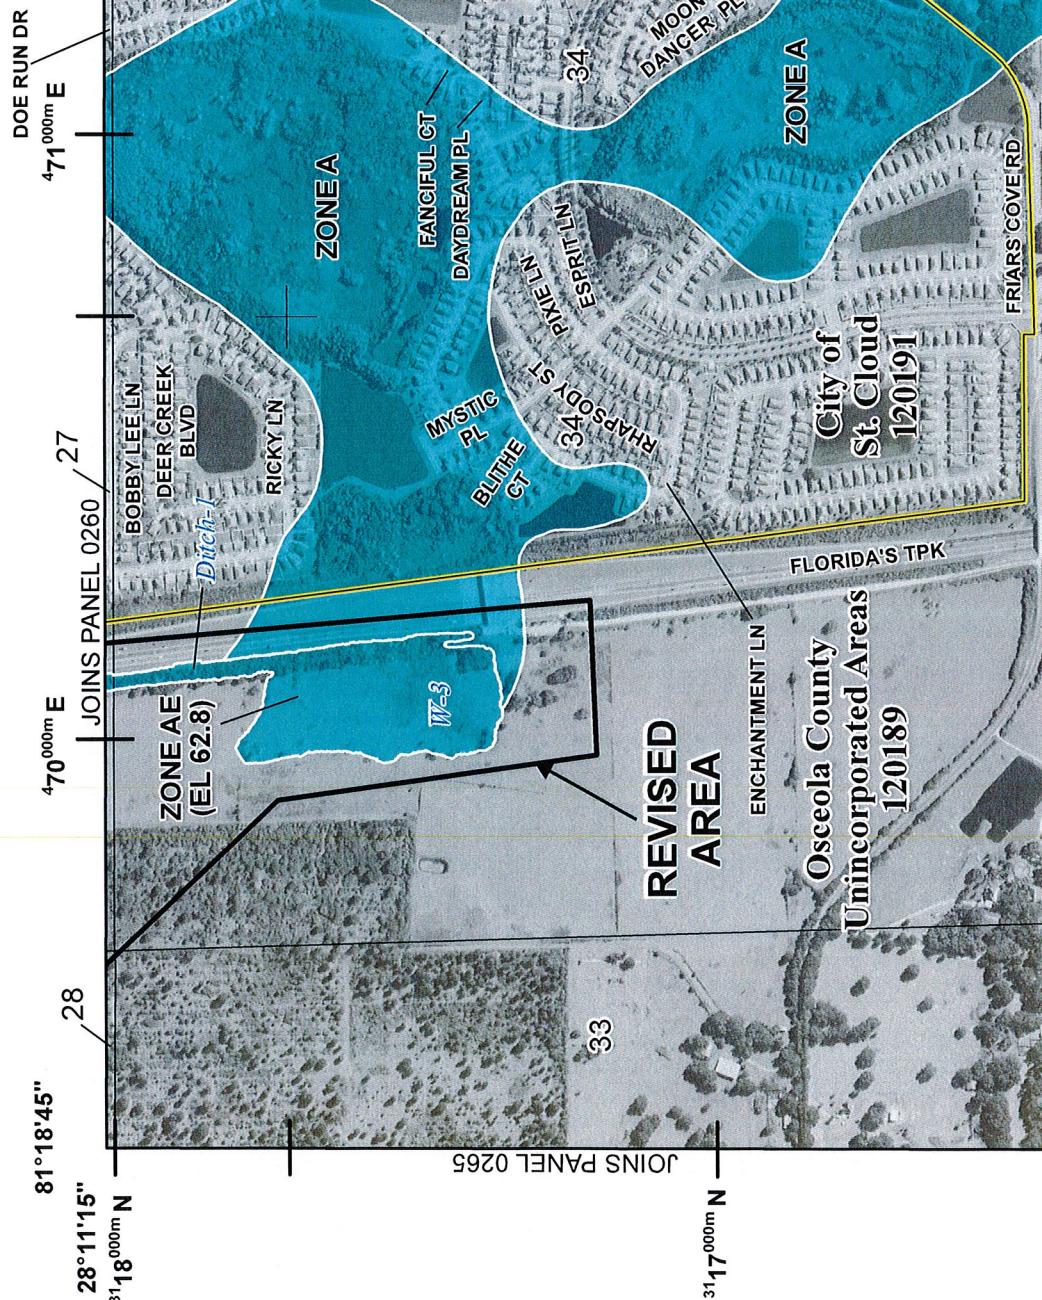 81°18'45"
28°11'15"
³¹18⁰⁰⁰ᵐ N
28
⁴70⁰⁰⁰ᵐ E
JOINS PANEL 0260
27
⁴71⁰⁰⁰ᵐ E
DOE RUN DR
BOBBY LEE LN
DEER CREEK
BLVD
RICKY LN
Ditch-1
ZONE AE
(EL 62.8)
W-3
ZONE A
FANCIFUL CT
DAYDREAM PL
MYSTIC
PL
BLITHE
CT
34
MOON
DANCER PL
ZONE A
PIXIE LN
ESPRIT LN
RHAPSODY ST
34
33
REVISED
AREA
ENCHANTMENT LN
FLORIDA'S TPK
City of
St. Cloud
120191
Osceola County
Unincorporated Areas
120189
FRIARS COVE RD
JOINS PANEL 0265
³¹17⁰⁰⁰ᵐ N